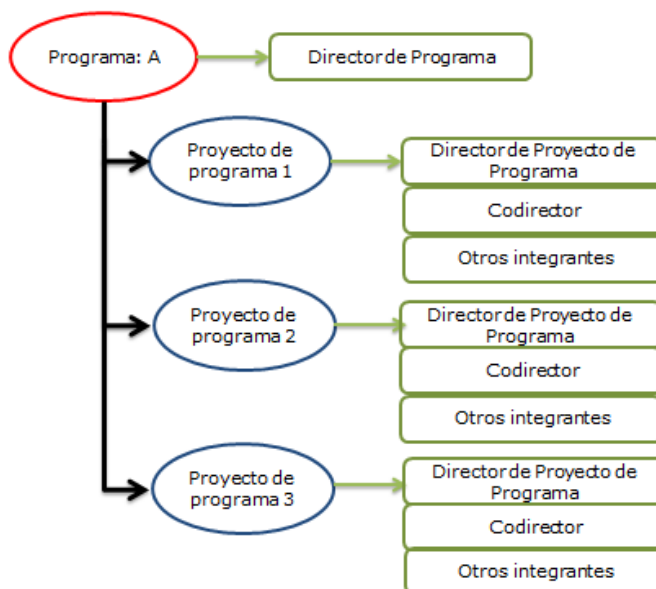 Programa: A
Director de Programa
Proyecto de
programa 1
Director de Proyecto de
Programa
Codirector
Otros integrantes
Proyecto de
programa 2
Director de Proyecto de
Programa
Codirector
Otros integrantes
Proyecto de
programa 3
Director de Proyecto de
Programa
Codirector
Otros integrantes